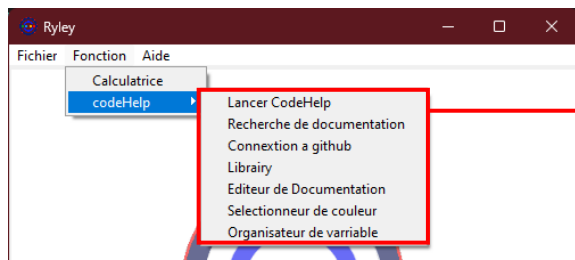 Ryley
Fichier Fonction Aide
Calculatrice
codeHelp
Lancer CodeHelp
Recherche de documentation
Connextion a github
Librairy
Editeur de Documentation
Selectionneur de couleur
Organisateur de varriable